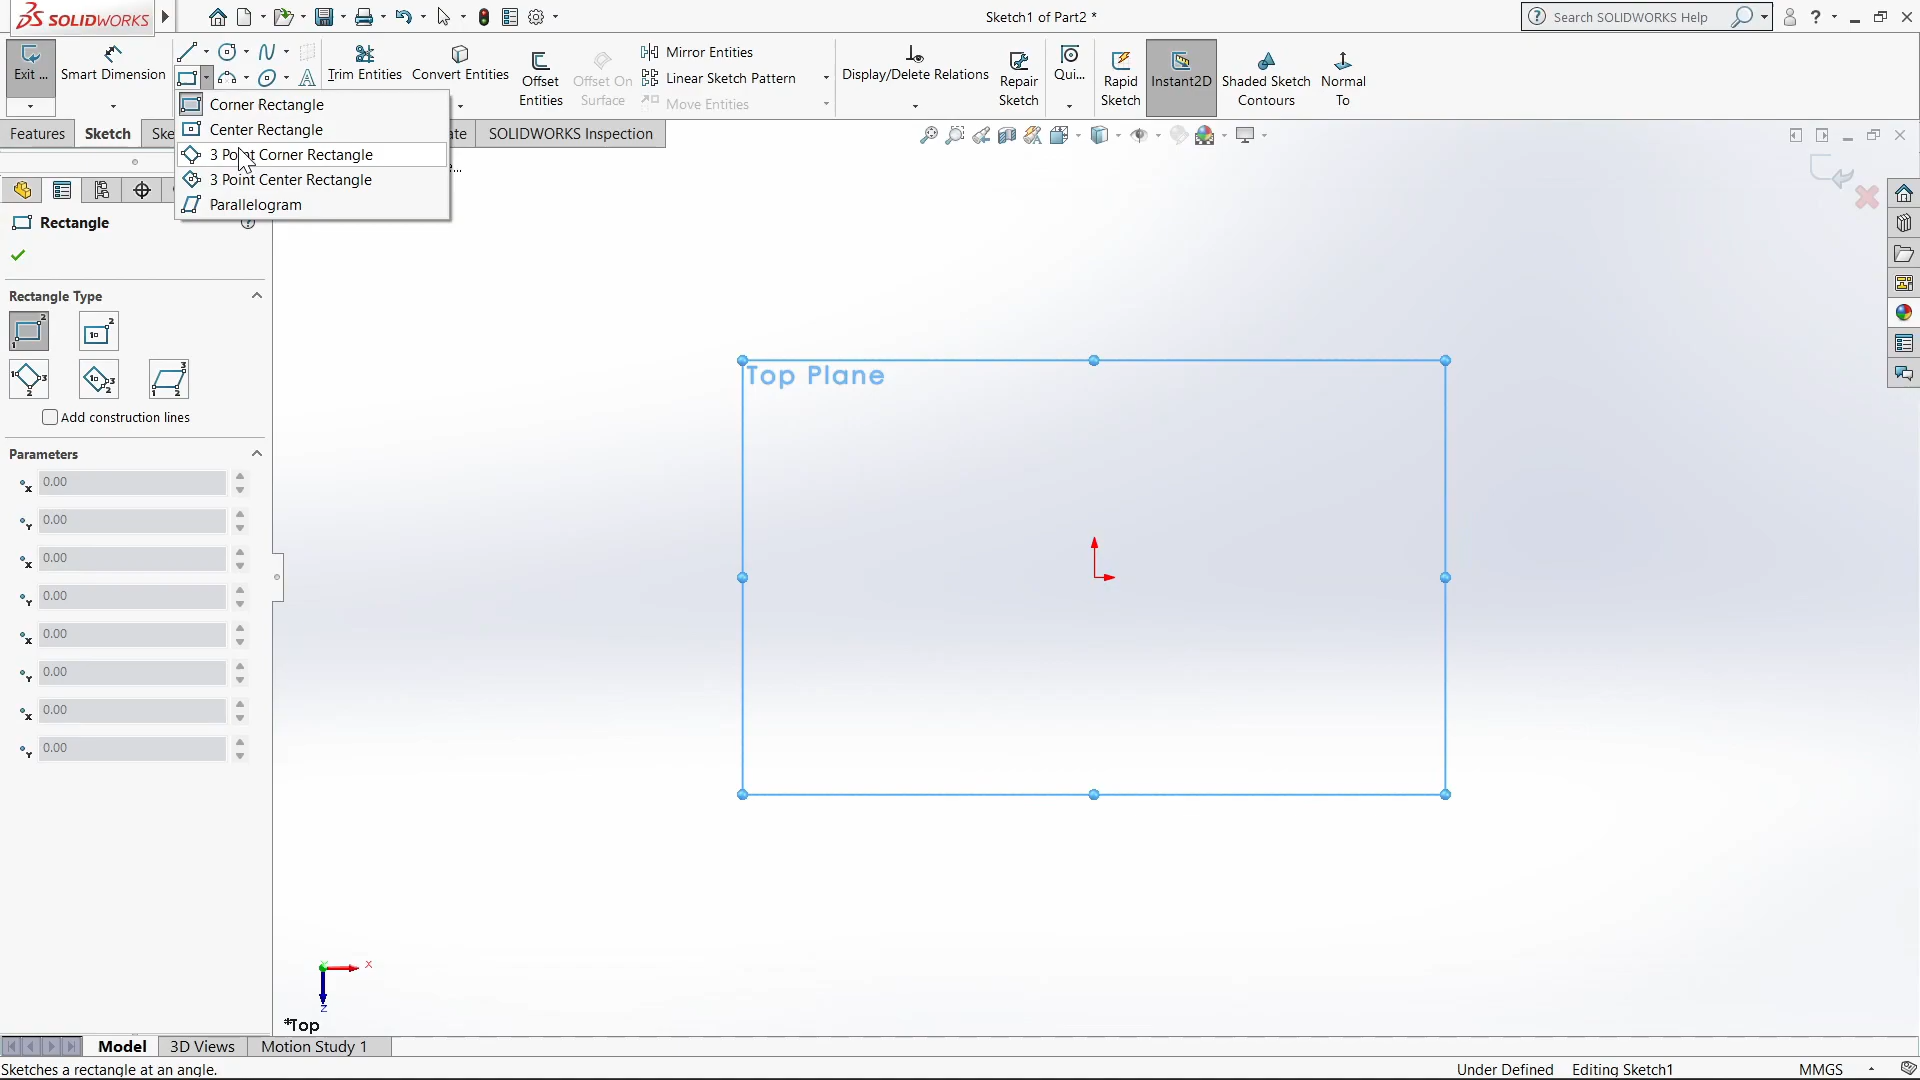 SOLIDWORKS
Sketch1 of Part2 *
Search SOLIDWORKS Help
Exit ...
Smart Dimension
Trim Entities
Convert Entities
Offset Entities
Offset On Surface
Mirror Entities
Linear Sketch Pattern
Move Entities
Display/Delete Relations
Repair Sketch
Qui...
Rapid Sketch
Instant2D
Shaded Sketch Contours
Normal To
Corner Rectangle
Center Rectangle
3 Point Corner Rectangle
3 Point Center Rectangle
Parallelogram
Features
Sketch
Ske
ate
SOLIDWORKS Inspection
...
Rectangle
Rectangle Type
Add construction lines
Parameters
x 0.00
Y 0.00
x 0.00
Y 0.00
x 0.00
Y 0.00
x 0.00
Y 0.00
Top Plane
x
z
*Top
Model
3D Views
Motion Study 1
Sketches a rectangle at an angle.
Under Defined
Editing Sketch1
MMGS